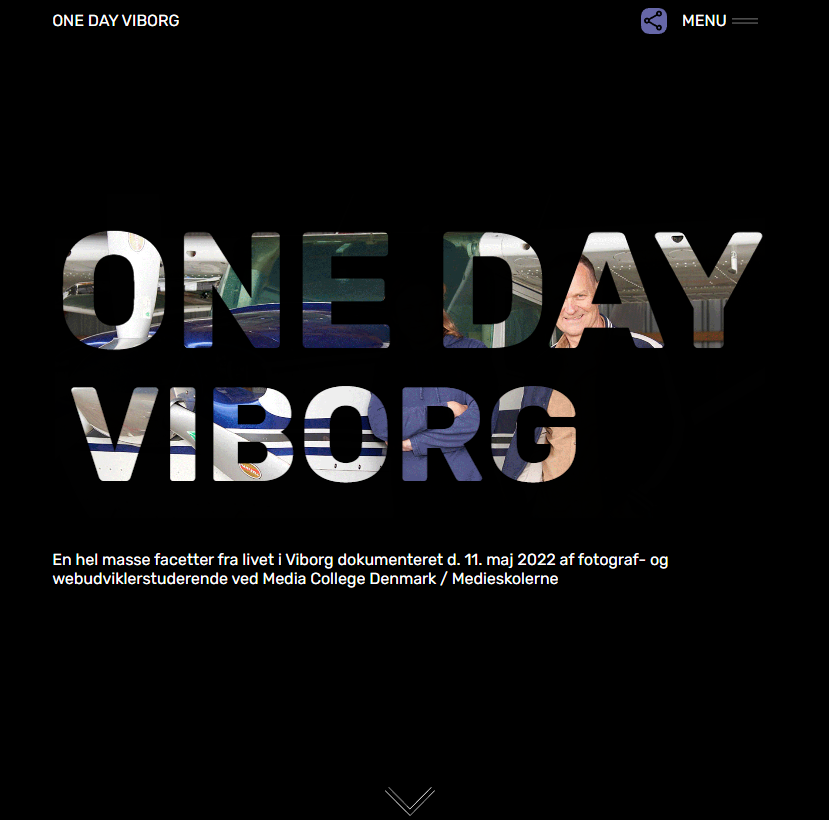 ONE DAY VIBORG
MENU
ONE DAY
VIBORG
En hel masse facetter fra livet i Viborg dokumenteret d. 11. maj 2022 af fotograf- og
webudviklerstuderende ved Media College Denmark / Medieskolerne